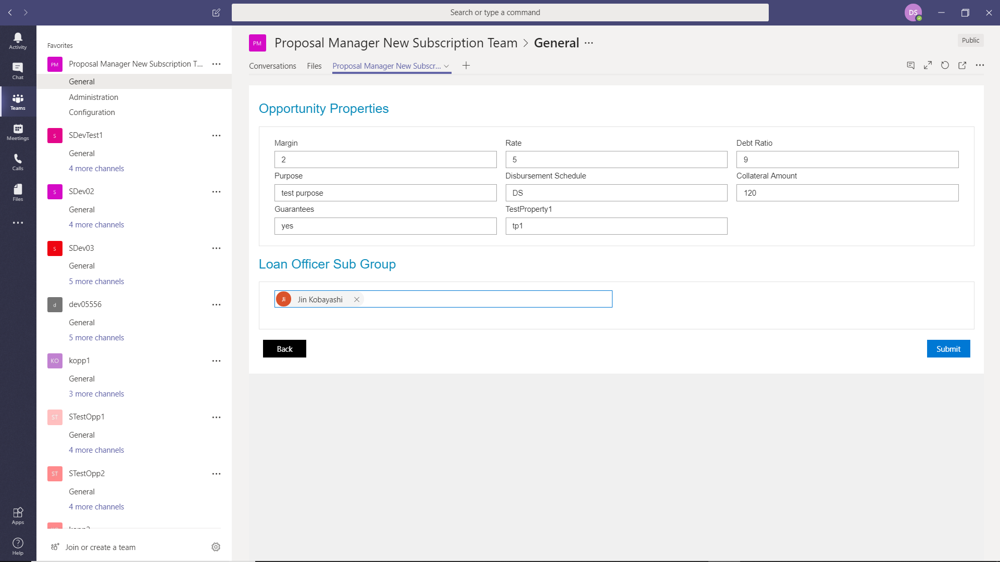 Search or type a command
DS
Activity
Chat
Teams
Meetings
Calls
Files
Apps
Help
Favorites
PM Proposal Manager New Subscription T...
General
Administration
Configuration
S SDevTest1
General
4 more channels
S SDev02
General
4 more channels
S SDev03
General
5 more channels
d dev05556
General
5 more channels
KO kopp1
General
3 more channels
ST STestOpp1
General
4 more channels
ST STestOpp2
General
4 more channels
Join or create a team
PM Proposal Manager New Subscription Team > General ...
Public
Conversations Files Proposal Manager New Subscr...
Opportunity Properties
Margin Rate Debt Ratio
2 5 9
Purpose Disbursement Schedule Collateral Amount
test purpose DS 120
Guarantees TestProperty1
yes tp1
Loan Officer Sub Group
Ji Jin Kobayashi
Back Submit